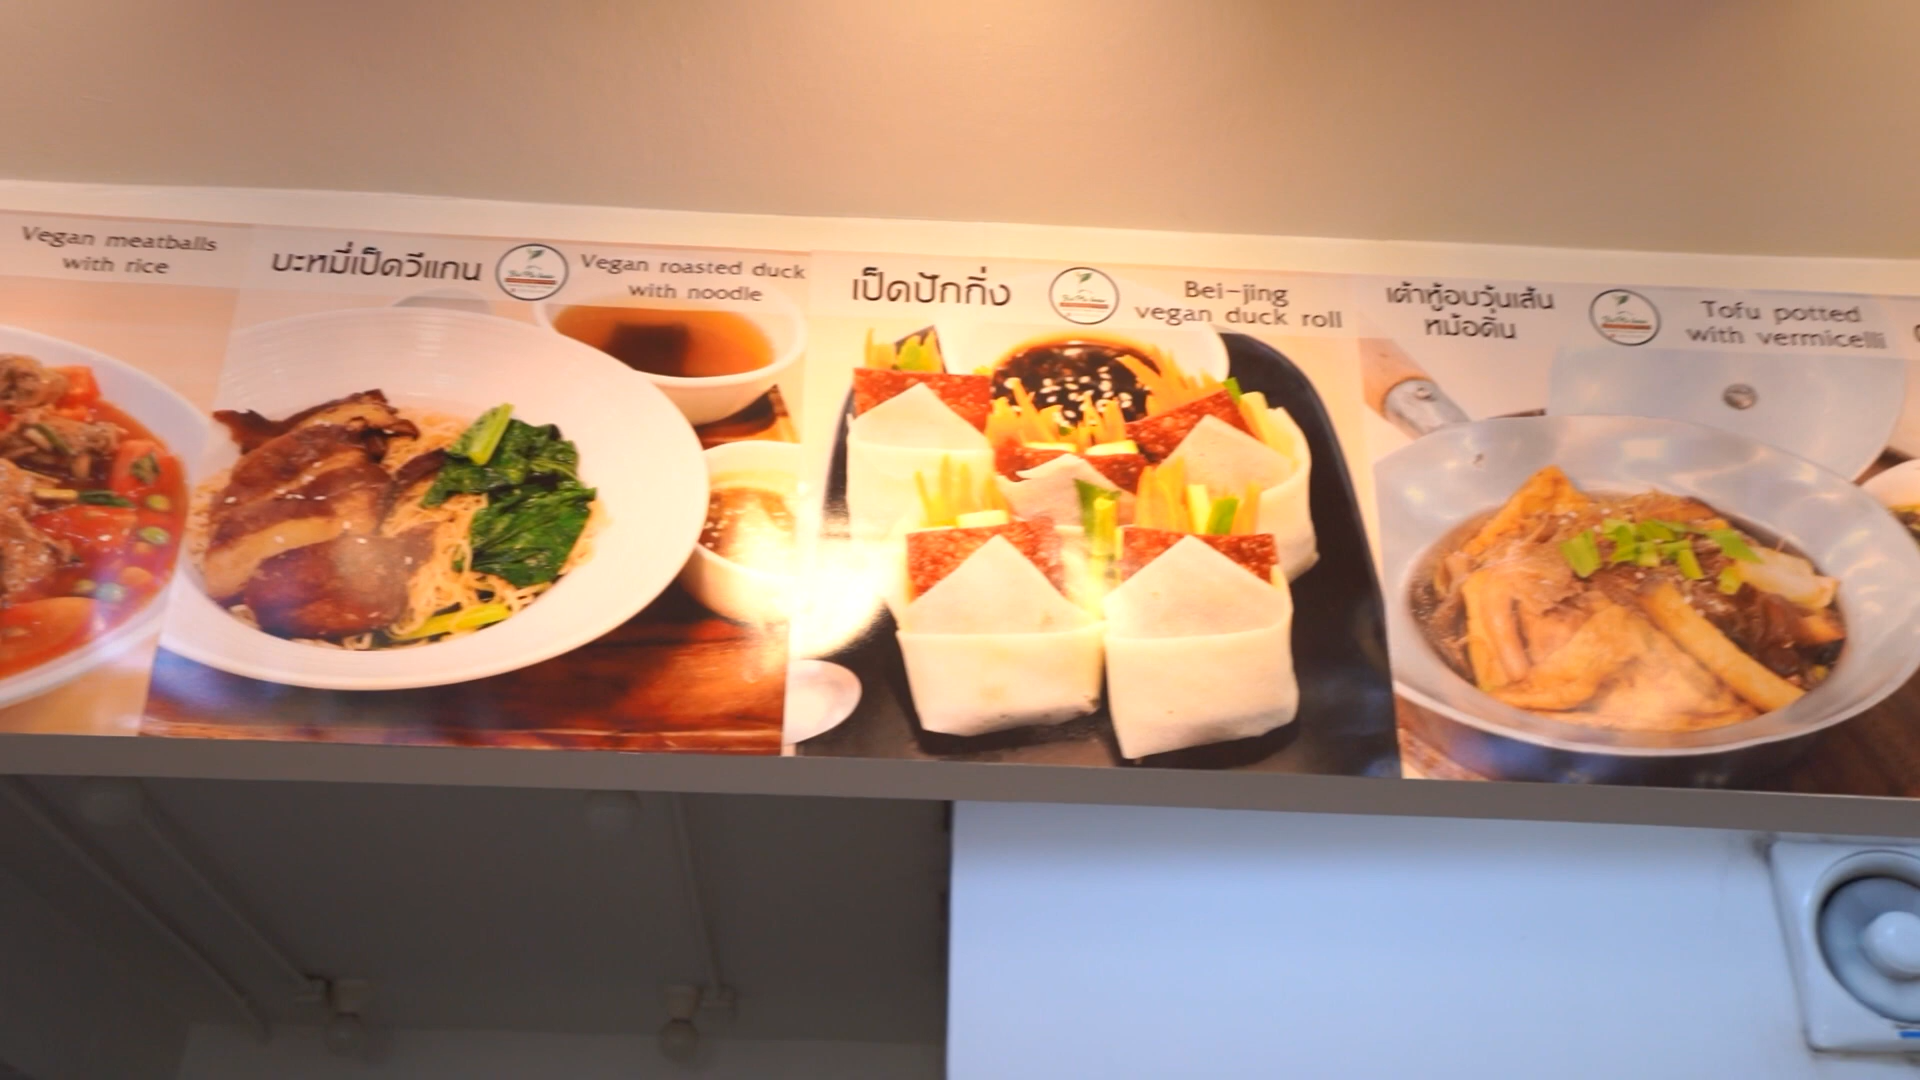 Vegan meatballs
with rice
บะหมี่เป็ดวีแกน
Vegan roasted duck
with noodle
เป็ดปักกิ่ง
Bei-jing
vegan duck roll
เต้าหู้อบวุ้นเส้น
หม้อดิน
Tofu potted
with vermicelli